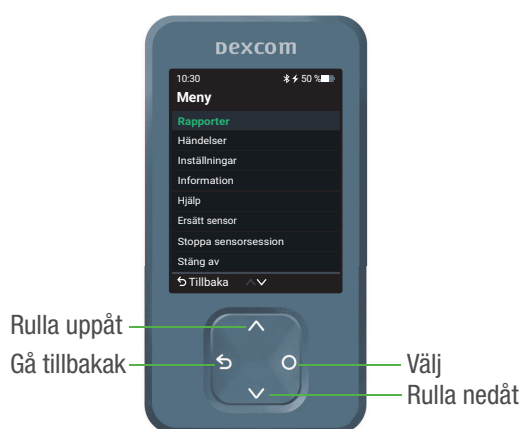 Dexcom
10:30 50 %
Meny
Rapporter
Händelser
Inställningar
Information
Hjälp
Ersätt sensor
Stoppa sensorsession
Stäng av
Tillbaka
Rulla uppåt
Gå tillbakak
Välj
Rulla nedåt